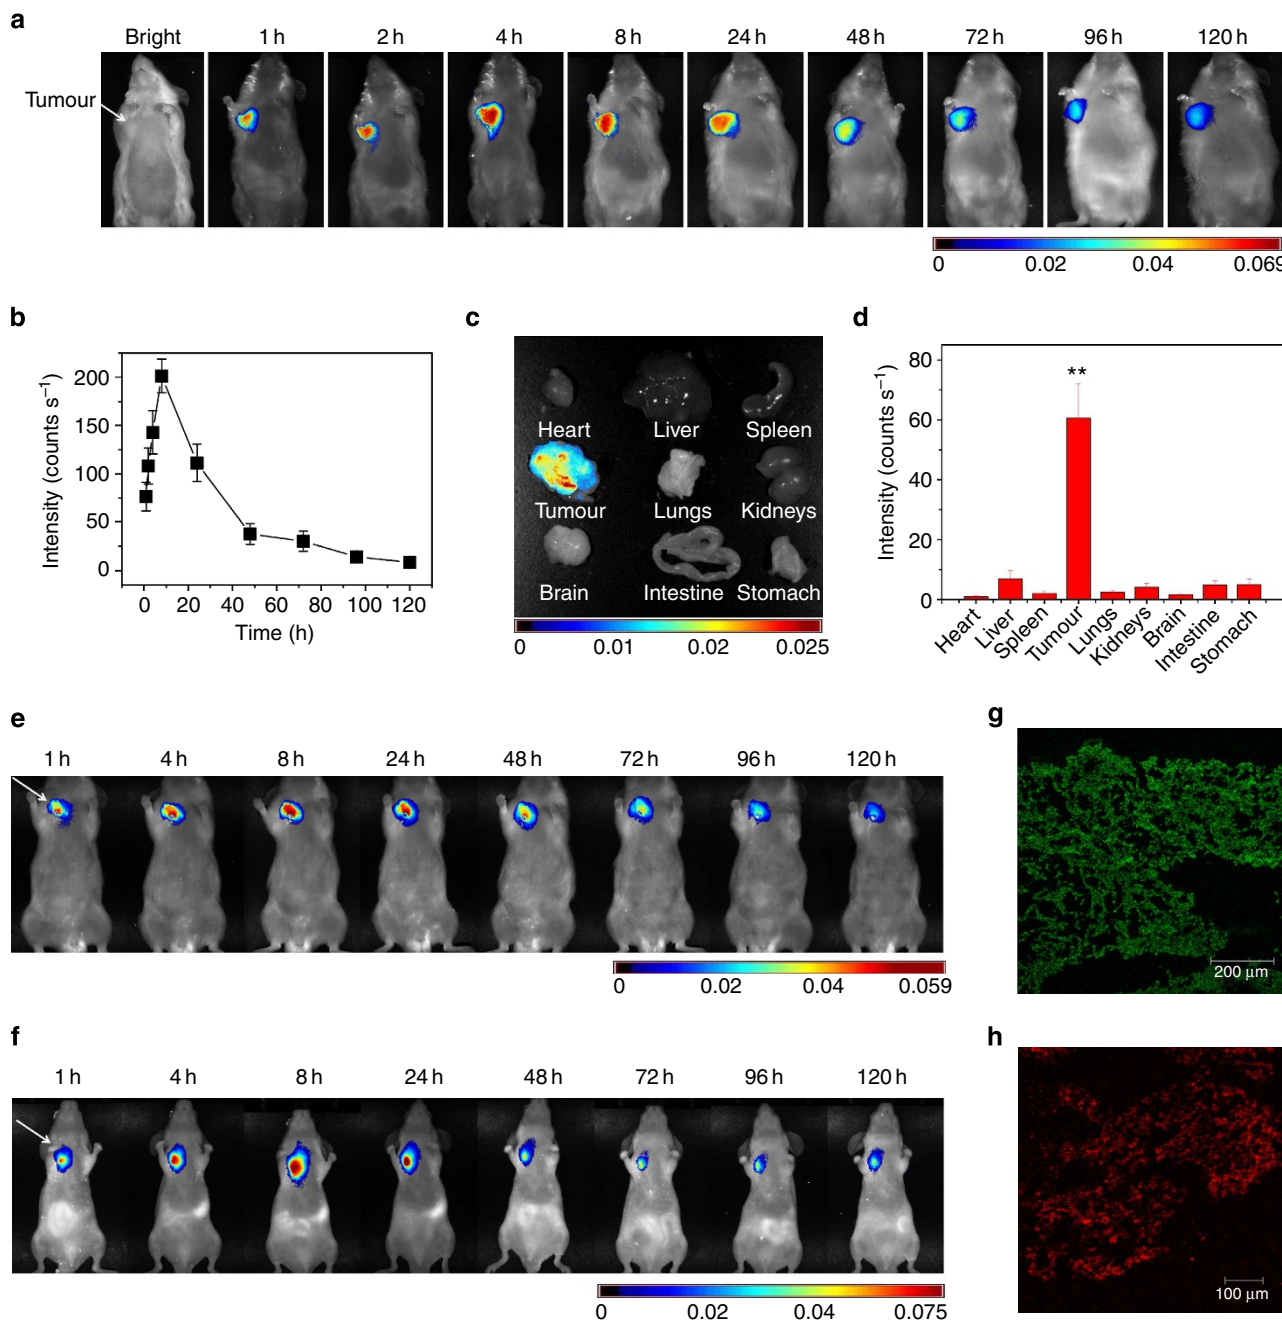 a
Bright 1 h 2 h 4 h 8 h 24 h 48 h 72 h 96 h 120 h
Tumour
0 0.02 0.04 0.069
b
Intensity (counts s⁻¹)
200
150
100
50
0
0 20 40 60 80 100 120
Time (h)
c
Heart Liver Spleen
Tumour Lungs Kidneys
Brain Intestine Stomach
0 0.01 0.02 0.025
d
Intensity (counts s⁻¹)
80
60
40
20
0
**
Heart Liver Spleen Tumour Lungs Kidneys Brain Intestine Stomach
e
1 h 4 h 8 h 24 h 48 h 72 h 96 h 120 h
0 0.02 0.04 0.059
g
200 µm
f
1 h 4 h 8 h 24 h 48 h 72 h 96 h 120 h
0 0.02 0.04 0.075
h
100 µm